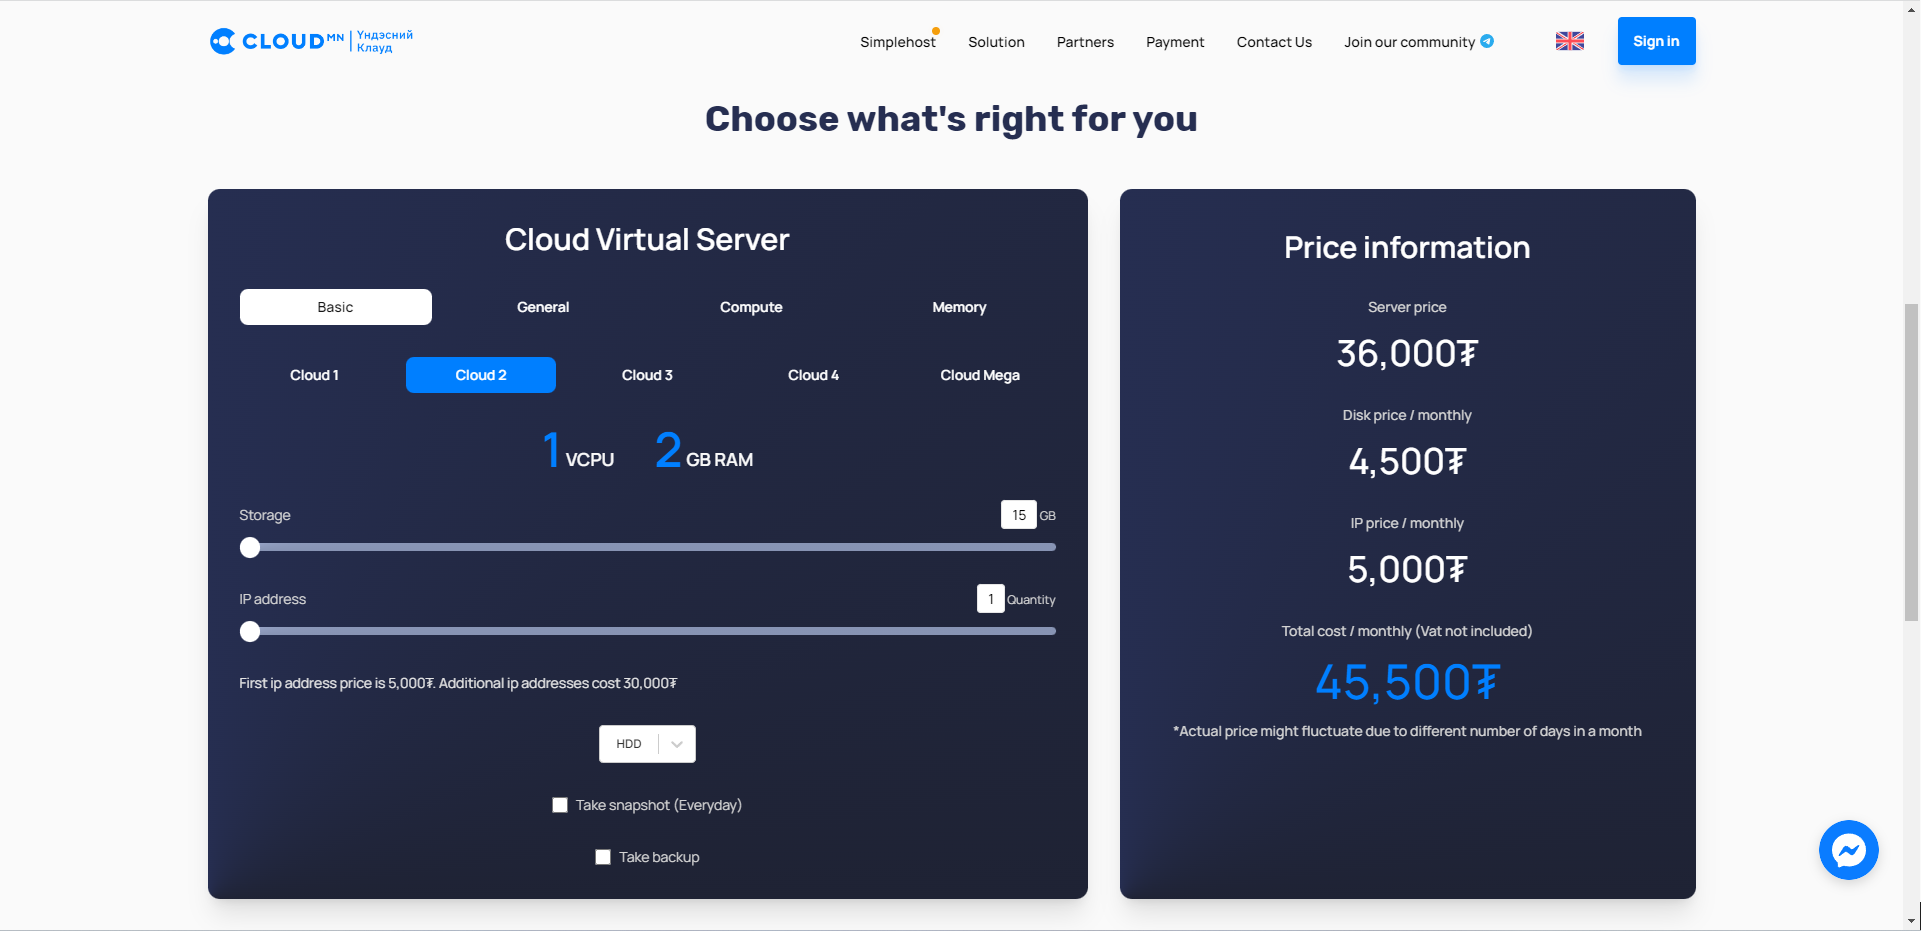 CLOUDMN Үндэсний
Клауд
Simplehost Solution Partners Payment Contact Us Join our community Sign in
Choose what's right for you
Cloud Virtual Server
Basic General Compute Memory
Cloud 1 Cloud 2 Cloud 3 Cloud 4 Cloud Mega
1 VCPU 2 GB RAM
Storage 15 GB
IP address 1 Quantity
First ip address price is 5,000₮. Additional ip addresses cost 30,000₮
HDD
Take snapshot (Everyday)
Take backup
Price information
Server price
36,000₮
Disk price / monthly
4,500₮
IP price / monthly
5,000₮
Total cost / monthly (Vat not included)
45,500₮
*Actual price might fluctuate due to different number of days in a month